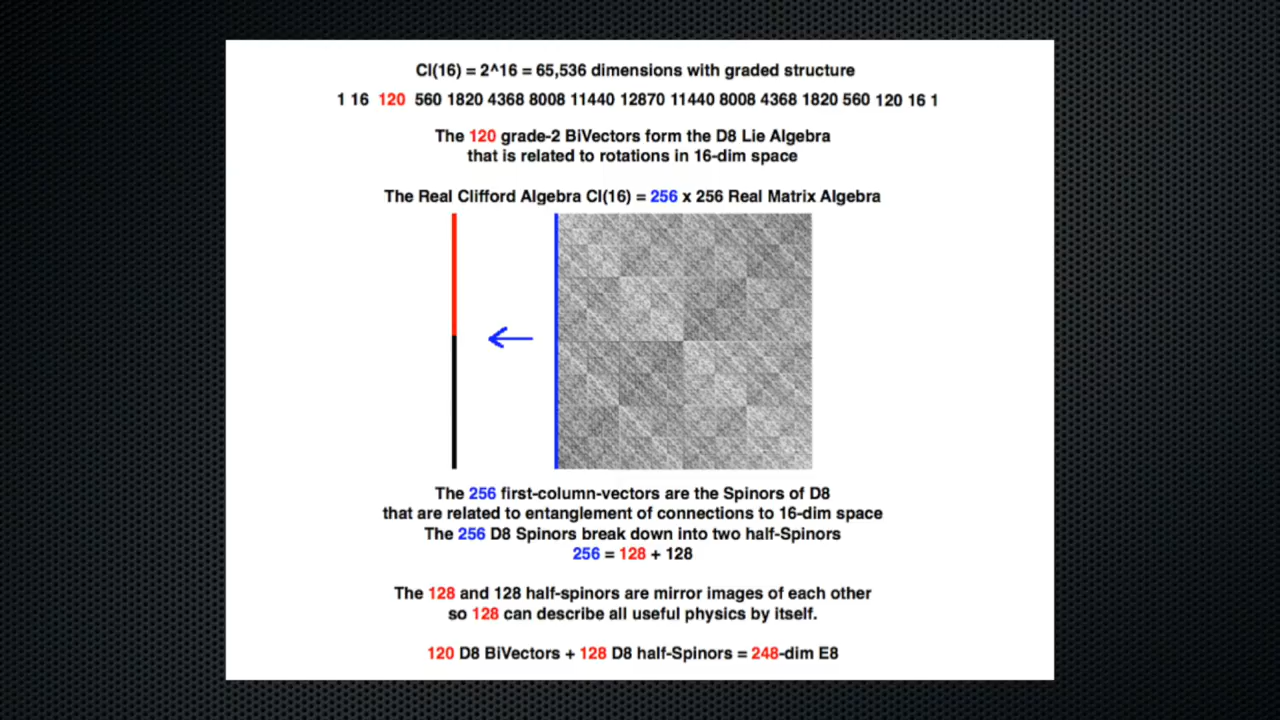 Cl(16) = 2^16 = 65,536 dimensions with graded structure
1 16 120 560 1820 4368 8008 11440 12870 11440 8008 4368 1820 560 120 16 1
The 120 grade-2 BiVectors form the D8 Lie Algebra
that is related to rotations in 16-dim space
The Real Clifford Algebra Cl(16) = 256 x 256 Real Matrix Algebra
The 256 first-column-vectors are the Spinors of D8
that are related to entanglement of connections to 16-dim space
The 256 D8 Spinors break down into two half-Spinors
256 = 128 + 128
The 128 and 128 half-spinors are mirror images of each other
so 128 can describe all useful physics by itself.
120 D8 BiVectors + 128 D8 half-Spinors = 248-dim E8